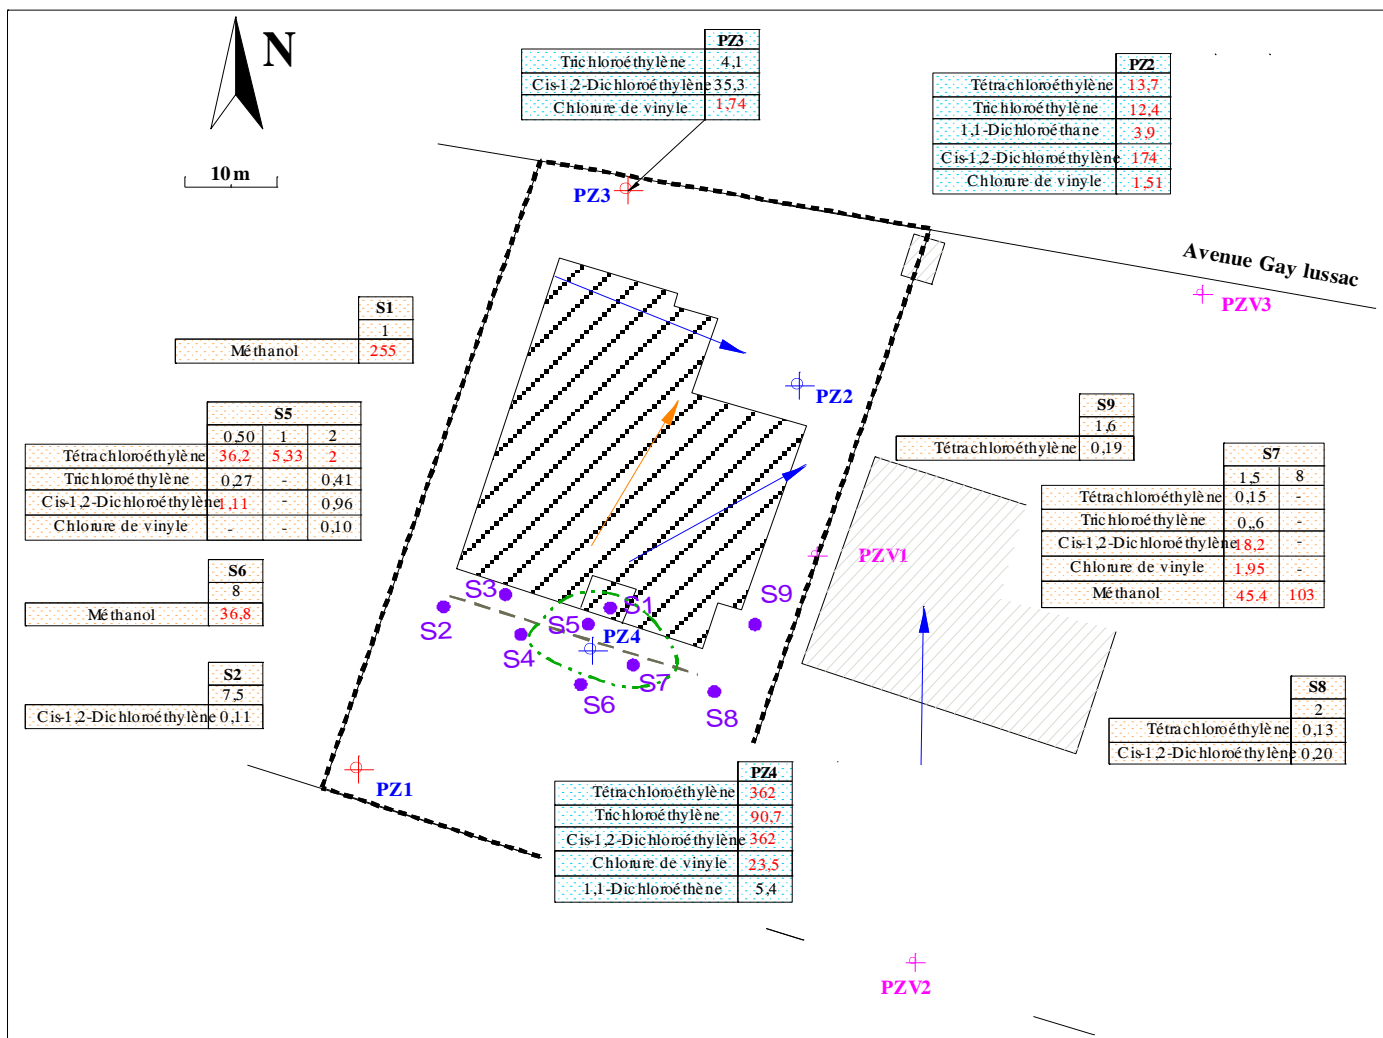 N
10 m
PZ3
Trichloroéthylène 4,1
Cis-1,2-Dichloroéthylène 35,3
Chlorure de vinyle 1,74
PZ2
Tétrachloroéthylène 13,7
Trichloroéthylène 12,4
1,1-Dichloroéthane 3,9
Cis-1,2-Dichloroéthylène 174
Chlorure de vinyle 1,51
PZ3
Avenue Gay lussac
PZV3
S1
1
Méthanol 255
PZ2
S9
1,6
Tétrachloroéthylène 0,19
S5
0,50 1 2
Tétrachloroéthylène 36,2 5,33 2
Trichloroéthylène 0,27 - 0,41
Cis-1,2-Dichloroéthylène 1,11 - 0,96
Chlorure de vinyle - - 0,10
S7
1,5 8
Tétrachloroéthylène 0,15 -
Trichloroéthylène 0,,6 -
Cis-1,2-Dichloroéthylène 18,2 -
Chlorure de vinyle 1,95 -
Méthanol 45.4 103
PZV1
S6
8
Méthanol 36,8
S3
S1
S9
S2
S5
PZ4
S4
S7
S6
S8
S2
7,5
Cis-1,2-Dichloroéthylène 0,11
S8
2
Tétrachloroéthylène 0,13
Cis-1,2-Dichloroéthylène 0,20
PZ1
PZ4
Tétrachloroéthylène 362
Trichloroéthylène 90,7
Cis-1,2-Dichloroéthylène 362
Chlorure de vinyle 23,5
1,1-Dichloroéthène 5,4
PZV2